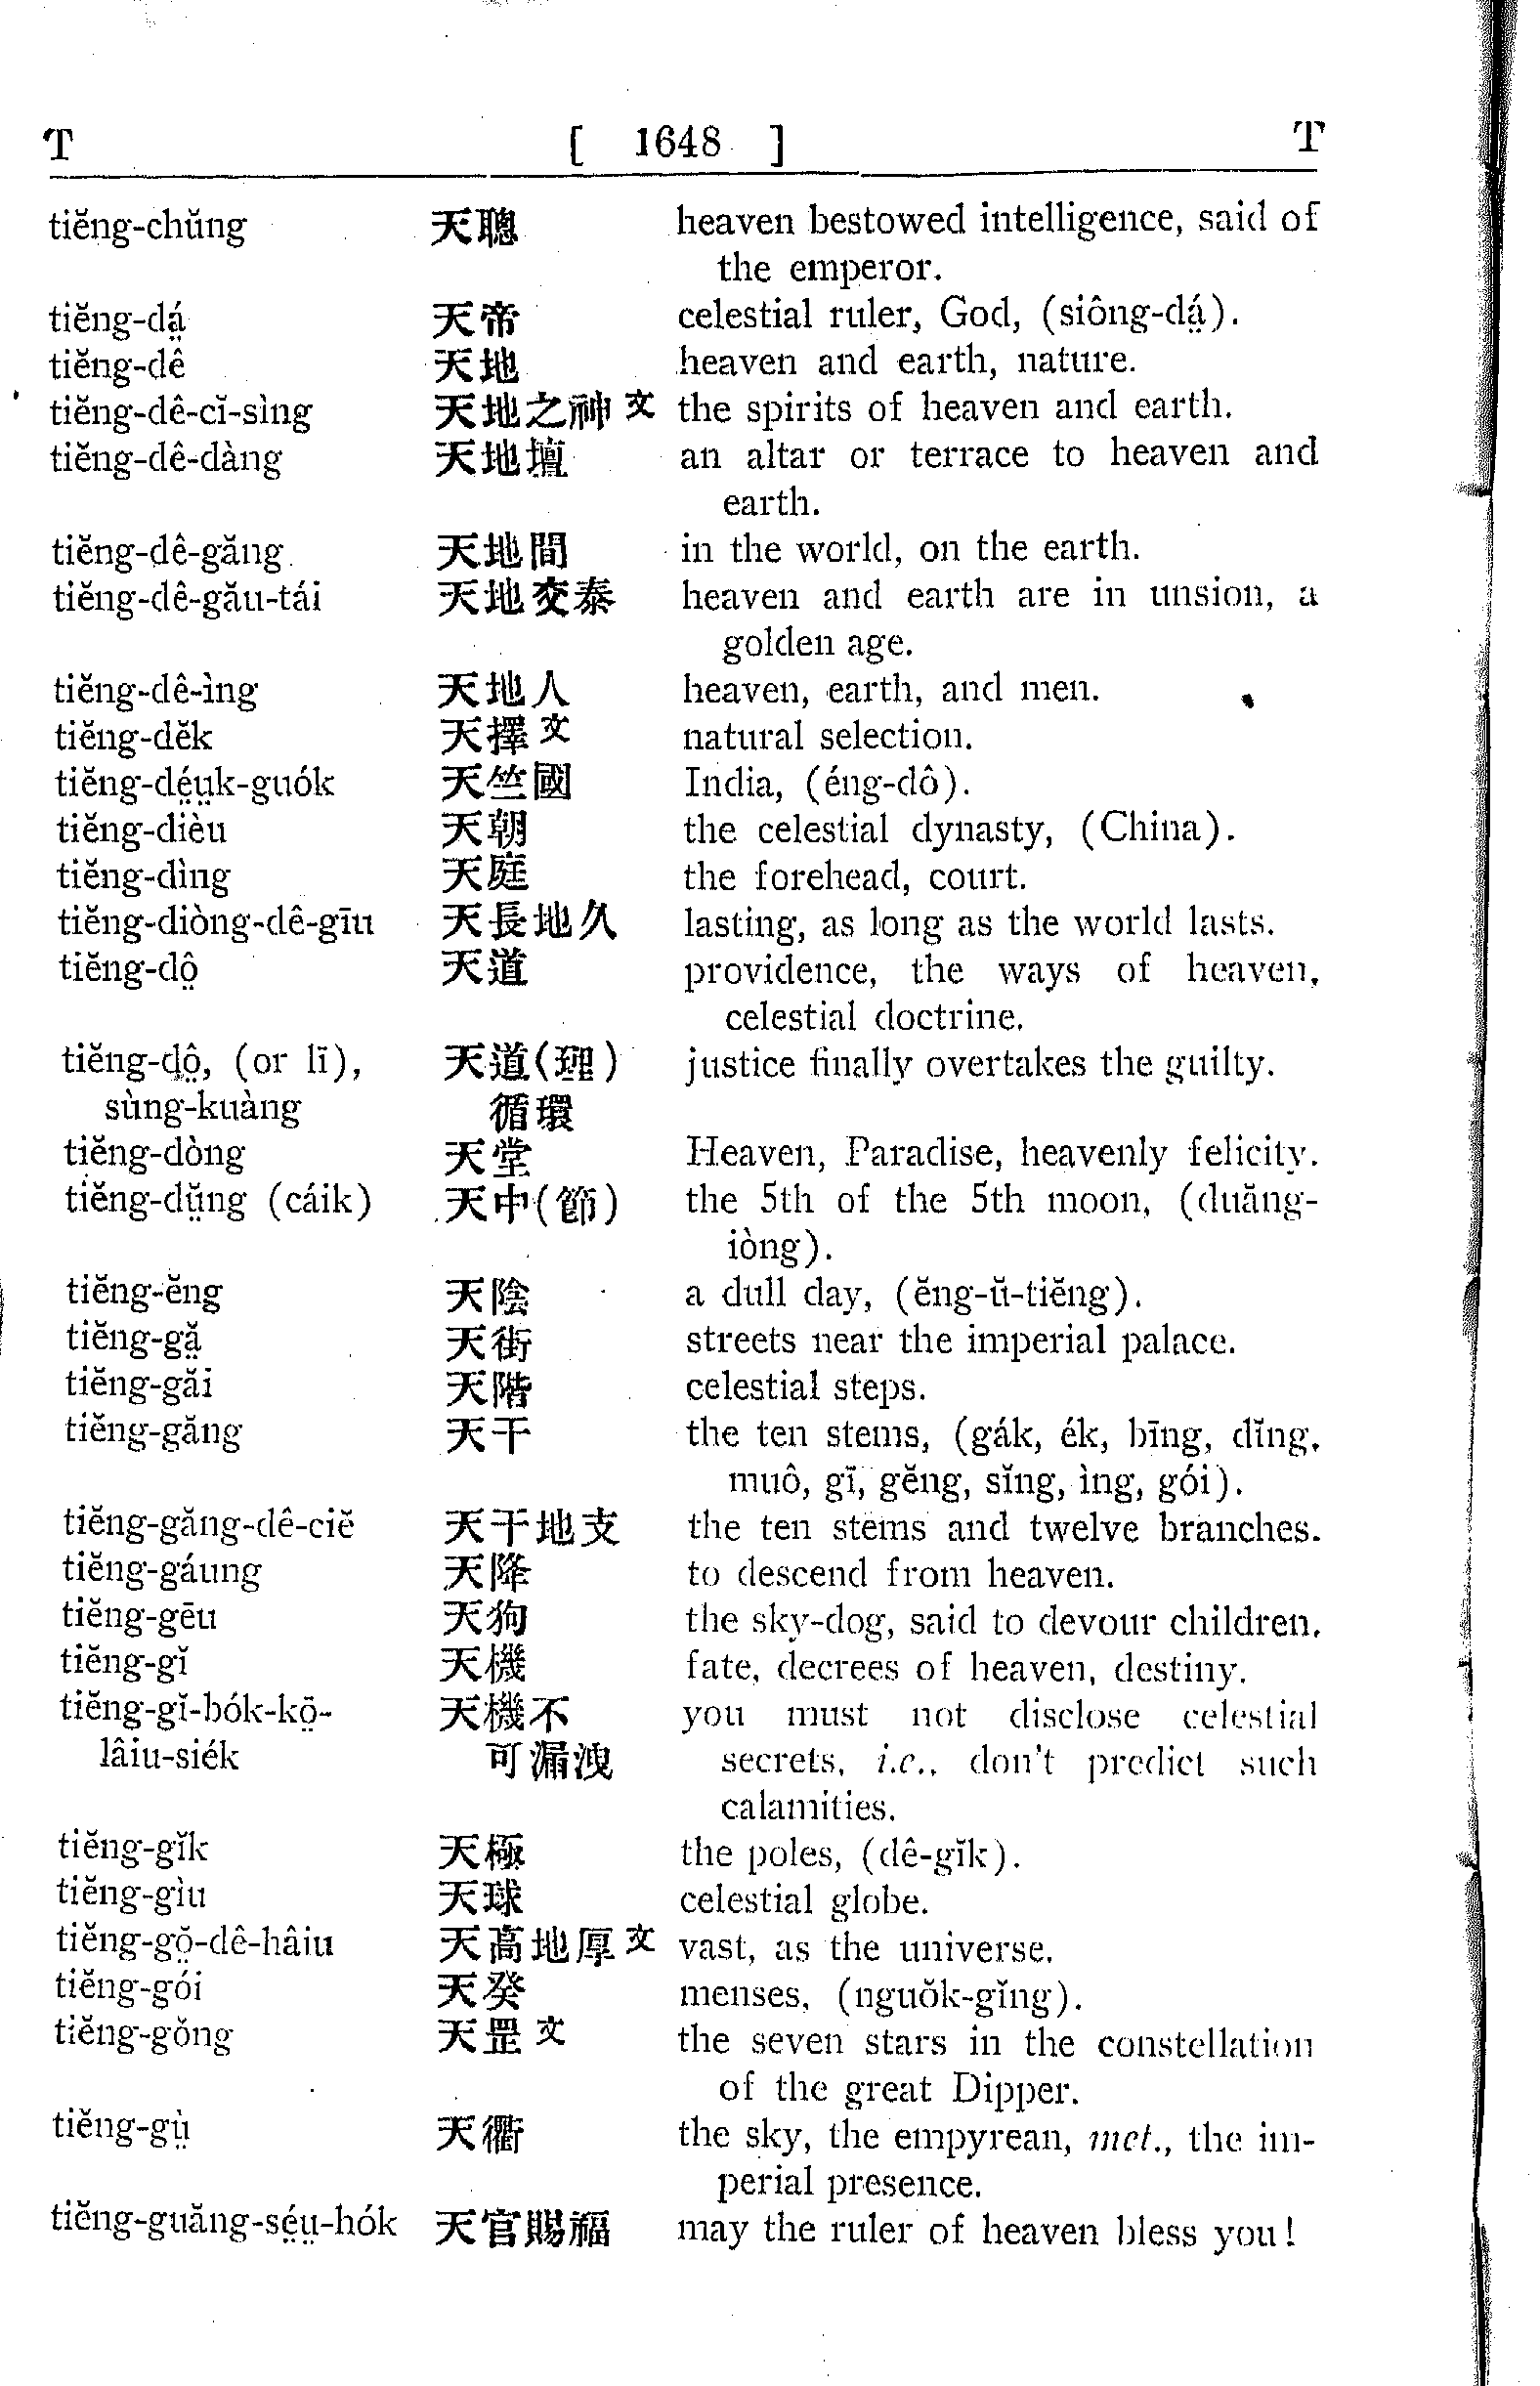 T [ 1648 ] T
tiĕng-chŭng 天聰 heaven bestowed intelligence, said of
the emperor.
tiĕng-dá̤ 天帝 celestial ruler, God, (siông-dá̤).
tiĕng-dê 天地 heaven and earth, nature.
tiĕng-dê-cĭ-sìng 天地之神文 the spirits of heaven and earth.
tiĕng-dê-dàng 天地壇 an altar or terrace to heaven and
earth.
tiĕng-dê-găng 天地間 in the world, on the earth.
tiĕng-dê-gău-tái 天地交泰 heaven and earth are in unsion, a
golden age.
tiĕng-dê-ìng 天地人 heaven, earth, and men.
tiĕng-dĕk 天擇文 natural selection.
tiĕng-dé̤ṳk-guók 天竺國 India, (éng-dô).
tiĕng-dièu 天朝 the celestial dynasty, (China).
tiĕng-dìng 天庭 the forehead, court.
tiĕng-diòng-dê-gīu 天長地久 lasting, as long as the world lasts.
tiĕng-dô̤ 天道 providence, the ways of heaven,
celestial doctrine.
tiĕng-dô̤, (or lī), 天道(理) justice finally overtakes the guilty.
sùng-kuàng 循環
tiĕng-dòng 天堂 Heaven, Paradise, heavenly felicity.
tiĕng-dṳ̆ng (cáik) 天中(節) the 5th of the 5th moon, (duăng-
iòng).
tiĕng-ĕng 天陰 a dull day, (ĕng-ŭ-tiĕng).
tiĕng-gă̤ 天街 streets near the imperial palace.
tiĕng-găi 天階 celestial steps.
tiĕng-găng 天干 the ten stems, (gák, ék, bīng, dĭng,
muô, gī, gĕng, sĭng, ìng, gói).
tiĕng-găng-dê-ciĕ 天干地支 the ten stems and twelve branches.
tiĕng-gáung 天降 to descend from heaven.
tiĕng-gēu 天狗 the sky-dog, said to devour children,
tiĕng-gĭ 天機 fate, decrees of heaven, destiny.
tiĕng-gĭ-bók-kō̤- 天機不 you must not disclose celestial
lâiu-siék 可漏洩 secrets, i.e., don't predict such
calamities.
tiĕng-gĭk 天極 the poles, (dê-gĭk).
tiĕng-gìu 天球 celestial globe.
tiĕng-gŏ̤-dê-hâiu 天高地厚文 vast, as the universe.
tiĕng-gói 天癸 menses, (nguŏk-gĭng).
tiĕng-gŏng 天罡文 the seven stars in the constellation
of the great Dipper.
tiĕng-gṳ̀ 天衢 the sky, the empyrean, met., the im-
perial presence.
tiĕng-guăng-sé̤ṳ-hók 天官賜福 may the ruler of heaven bless you!